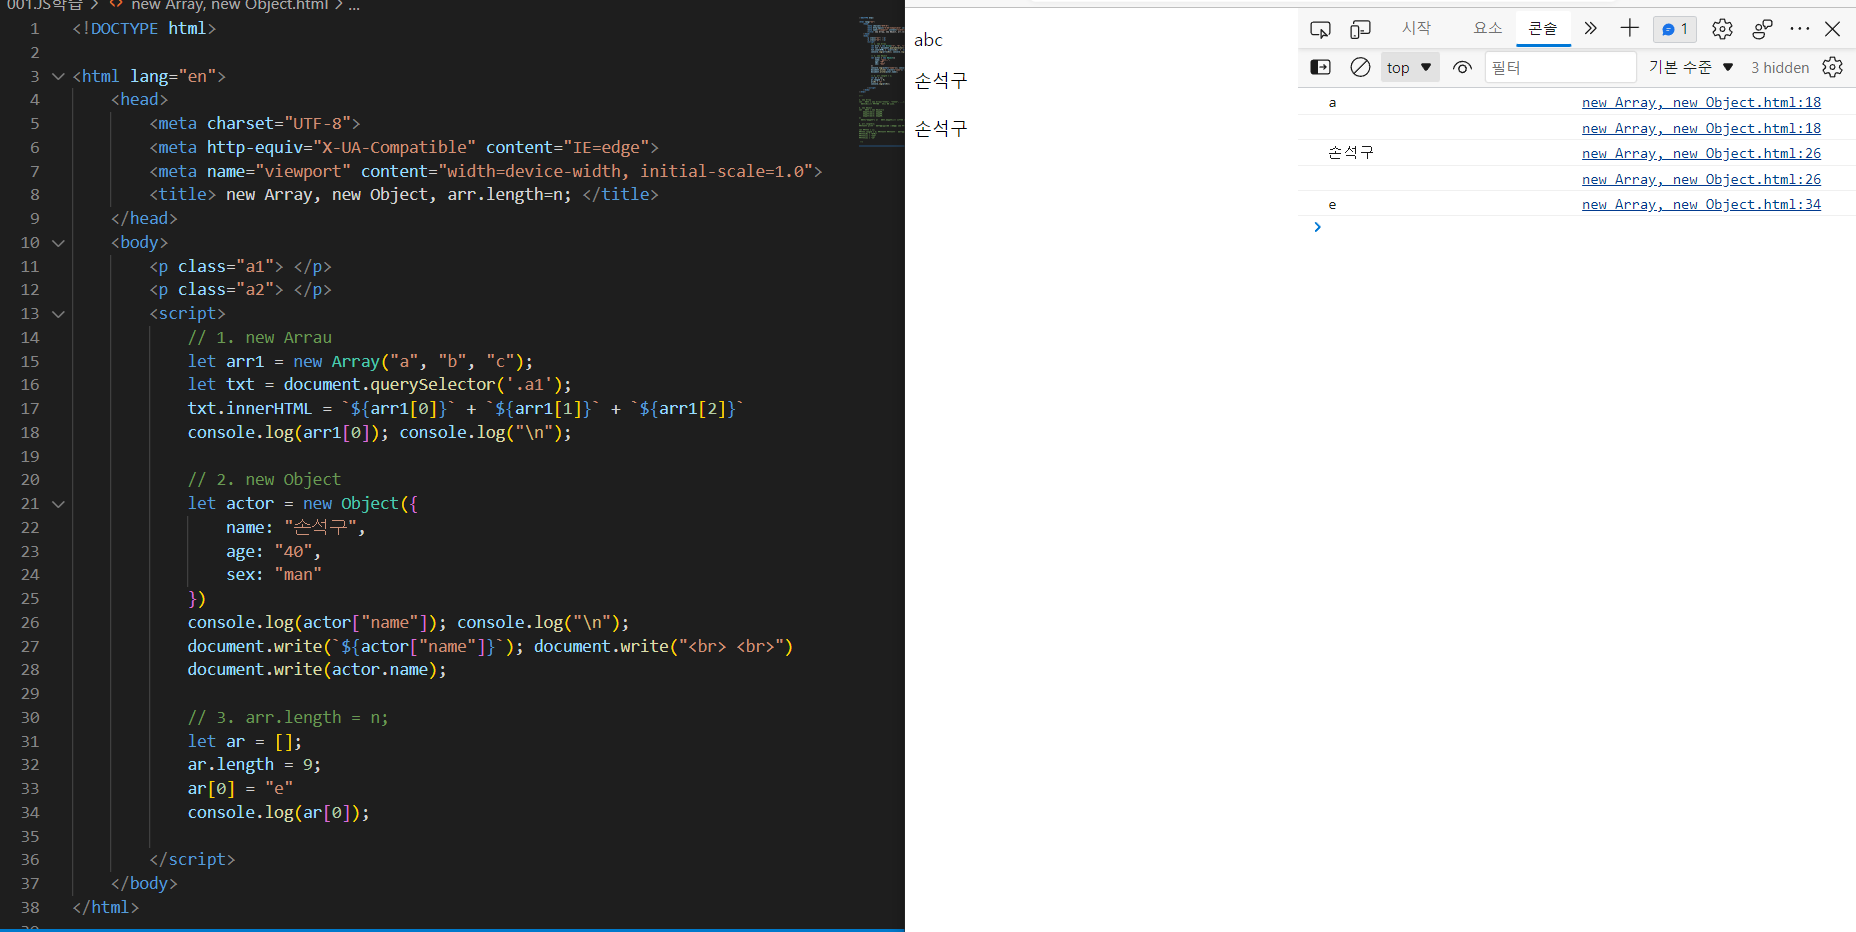 001.JS학습 > <> new Array, new Object.html > ...
1 <!DOCTYPE html>
2
3 <html lang="en">
4 <head>
5 <meta charset="UTF-8">
6 <meta http-equiv="X-UA-Compatible" content="IE=edge">
7 <meta name="viewport" content="width=device-width, initial-scale=1.0">
8 <title> new Array, new Object, arr.length=n; </title>
9 </head>
10 <body>
11 <p class="a1"> </p>
12 <p class="a2"> </p>
13 <script>
14 // 1. new Arrau
15 let arr1 = new Array("a", "b", "c");
16 let txt = document.querySelector('.a1');
17 txt.innerHTML = `${arr1[0]}` + `${arr1[1]}` + `${arr1[2]}`
18 console.log(arr1[0]); console.log("\n");
19
20 // 2. new Object
21 let actor = new Object({
22 name: "손석구",
23 age: "40",
24 sex: "man"
25 })
26 console.log(actor["name"]); console.log("\n");
27 document.write(`${actor["name"]}`); document.write("<br> <br>")
28 document.write(actor.name);
29
30 // 3. arr.length = n;
31 let ar = [];
32 ar.length = 9;
33 ar[0] = "e"
34 console.log(ar[0]);
35
36 </script>
37 </body>
38 </html>
abc
손석구
손석구
시작 요소 콘솔 1
top 필터 기본 수준 3 hidden
a new Array, new Object.html:18
new Array, new Object.html:18
손석구 new Array, new Object.html:26
new Array, new Object.html:26
e new Array, new Object.html:34